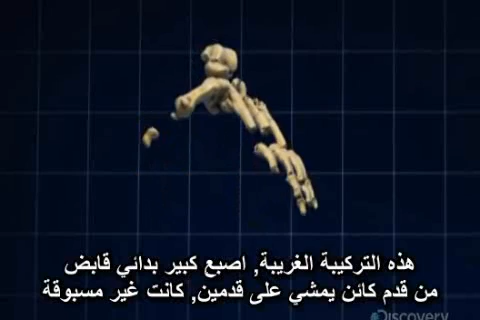 هذه التركيبة الغريبة, اصبع كبير بدائي قابض
من قدم كائن يمشي على قدمين, كانت غير مسبوقة
Discovery